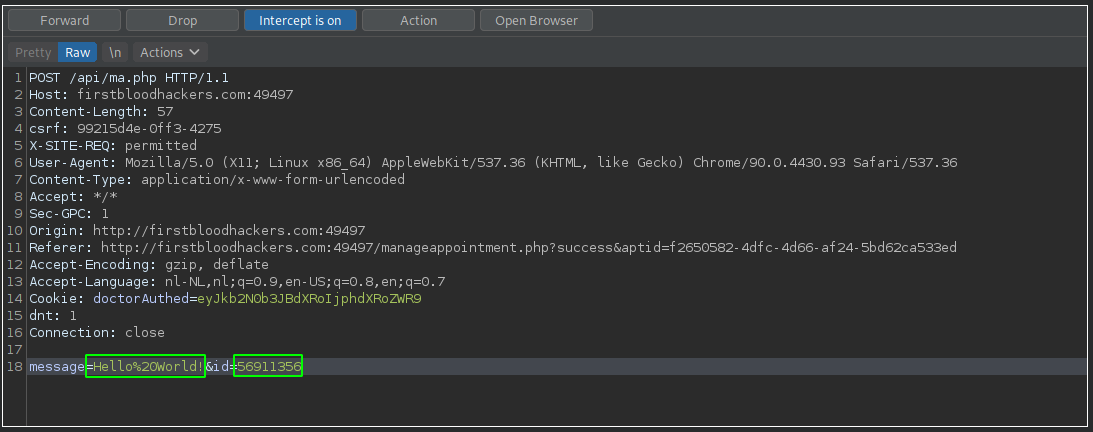 Forward Drop Intercept is on Action Open Browser
Pretty Raw \n Actions
1 POST /api/ma.php HTTP/1.1
2 Host: firstbloodhackers.com:49497
3 Content-Length: 57
4 csrf: 99215d4e-0ff3-4275
5 X-SITE-REQ: permitted
6 User-Agent: Mozilla/5.0 (X11; Linux x86_64) AppleWebKit/537.36 (KHTML, like Gecko) Chrome/90.0.4430.93 Safari/537.36
7 Content-Type: application/x-www-form-urlencoded
8 Accept: */*
9 Sec-GPC: 1
10 Origin: http://firstbloodhackers.com:49497
11 Referer: http://firstbloodhackers.com:49497/manageappointment.php?success&aptid=f2650582-4dfc-4d66-af24-5bd62ca533ed
12 Accept-Encoding: gzip, deflate
13 Accept-Language: nl-NL,nl;q=0.9,en-US;q=0.8,en;q=0.7
14 Cookie: doctorAuthed=eyJkb2N0b3JBdXRoIjphdXRoZWR9
15 dnt: 1
16 Connection: close
17
18 message=Hello%20World!&id=56911356